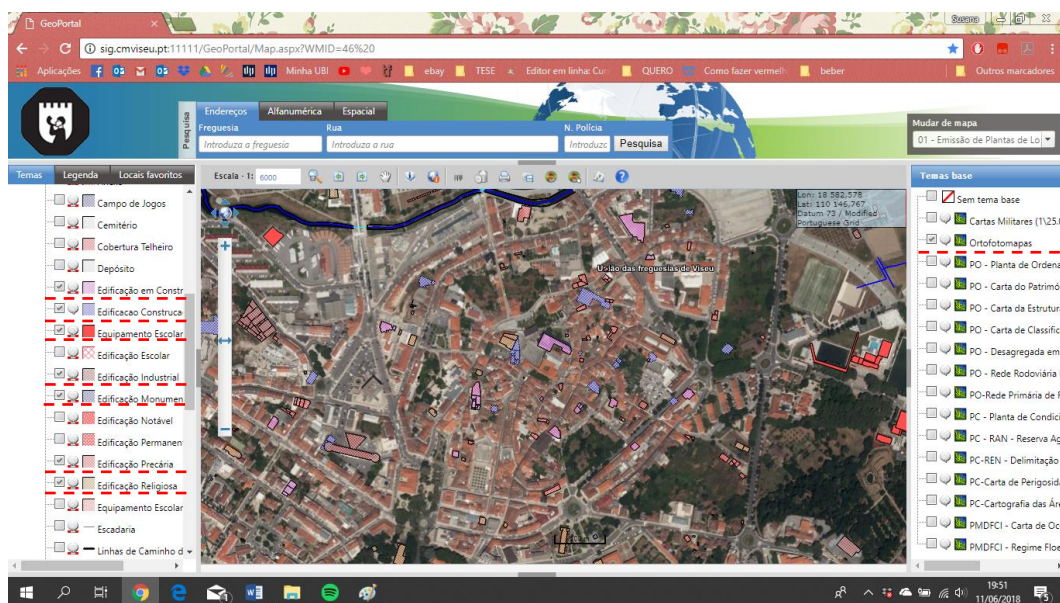 GeoPortal
Susana
sig.cmviseu.pt:11111/GeoPortal/Map.aspx?WMID=46%20
Aplicações
Minha UBI
ebay
TESE
Editor em linha: Cur
QUERO
Como fazer vermelh
beber
Outros marcadores
Pesquisa
Endereços Alfanumérica Espacial
Freguesia Rua N. Polícia
Introduza a freguesia Introduza a rua Introduzc Pesquisa
Mudar de mapa
01 - Emissão de Plantas de Lo
Temas Legenda Locais favoritos
Escala - 1: 6000
Temas base
Campo de Jogos
Cemitério
Cobertura Telheiro
Depósito
Edificação em Constr
Edificacao Construca
Equipamento Escolar
Edificação Escolar
Edificação Industrial
Edificação Monumen
Edificação Notável
Edificação Permanen
Edificação Precária
Edificação Religiosa
Equipamento Escolar
Escadaria
Linhas de Caminho d
Lon: 18 582,578
Lat: 110 146,767
Datum 73 / Modified
Portuguese Grid
União das freguesias de Viseu
Sem tema base
Cartas Militares (1\25.
Ortofotomapas
PO - Planta de Ordena
PO - Carta do Patrimó
PO - Carta da Estrutur
PO - Carta de Classific
PO - Desagregada em
PO - Rede Rodoviária
PO-Rede Primária de F
PC - Planta de Condici
PC - RAN - Reserva Ag
PC-REN - Delimitação
PC-Carta de Perigosida
PC-Cartografia das Áre
PMDFCI - Carta de Oc
PMDFCI - Regime Floe
19:51
11/06/2018